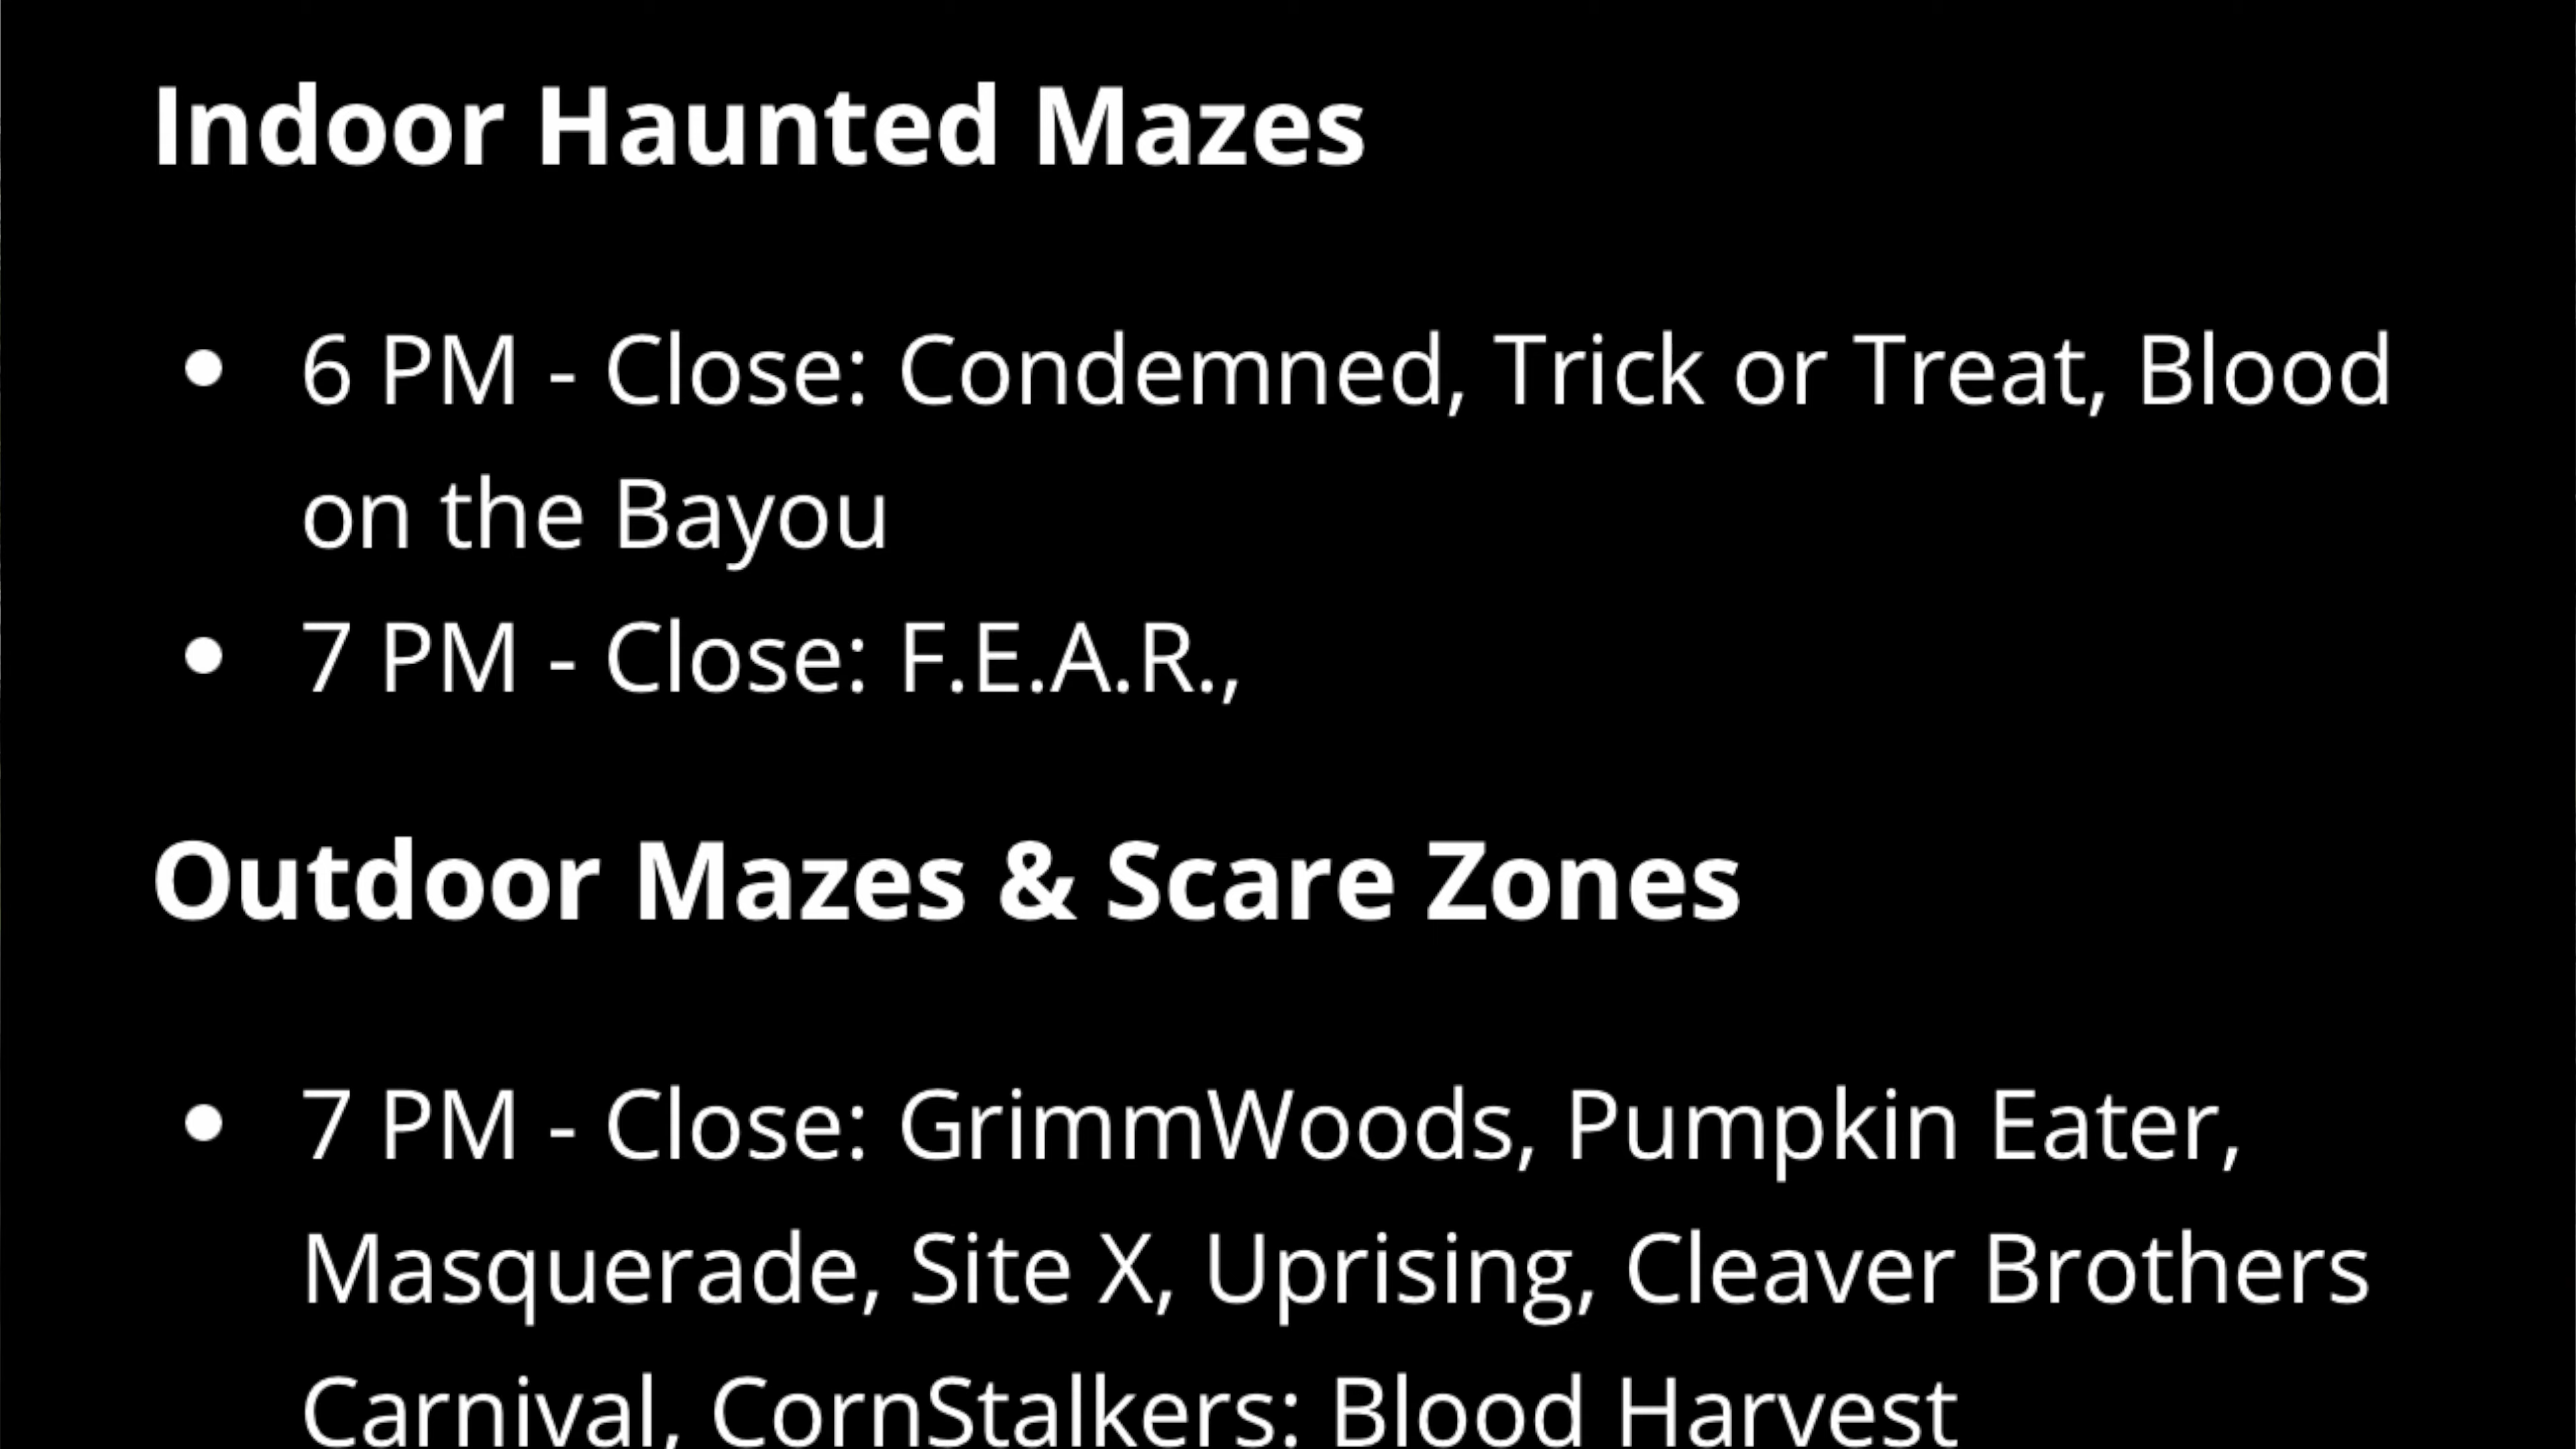 Indoor Haunted Mazes
• 6 PM - Close: Condemned, Trick or Treat, Blood
on the Bayou
• 7 PM - Close: F.E.A.R.,
Outdoor Mazes & Scare Zones
• 7 PM - Close: GrimmWoods, Pumpkin Eater,
Masquerade, Site X, Uprising, Cleaver Brothers
Carnival, CornStalkers: Blood Harvest